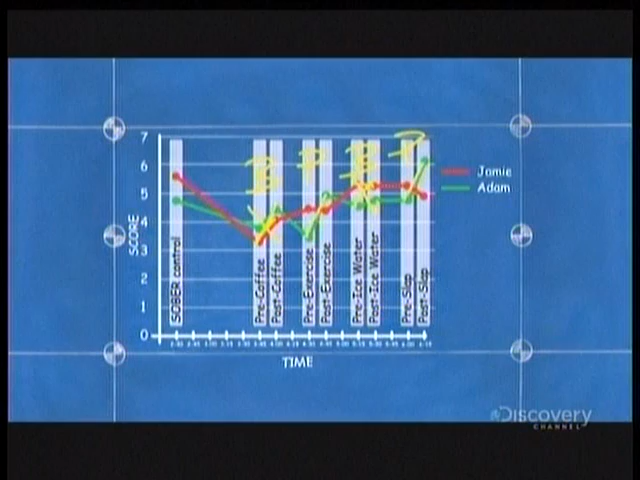 7
6
5
4
3
2
1
0
SCORE
SOBER control
Pre-Coffee
Post-Coffee
Pre-Exercise
Post-Exercise
Pre-Ice Water
Post-Ice Water
Pre-Slap
Post-Slap
TIME
Jamie
Adam
Discovery
CHANNEL